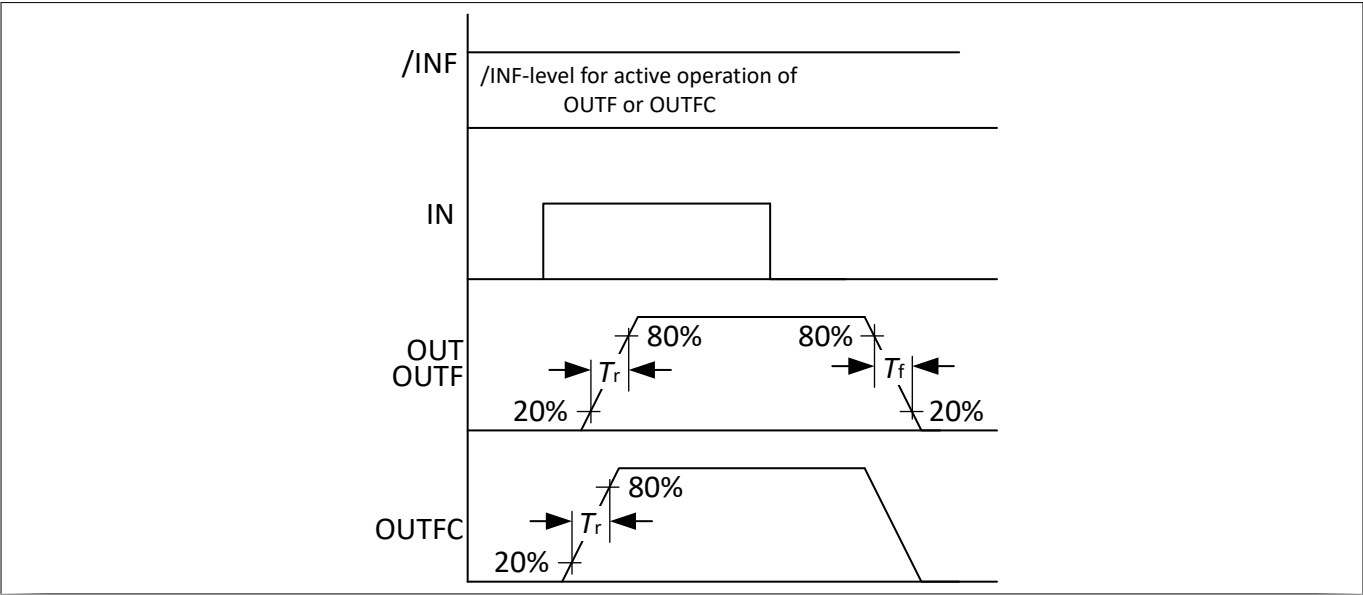 /INF
/INF-level for active operation of
OUTF or OUTFC
IN
OUT
OUTF
80%
80%
Tr
Tf
20%
20%
OUTFC
80%
Tr
20%